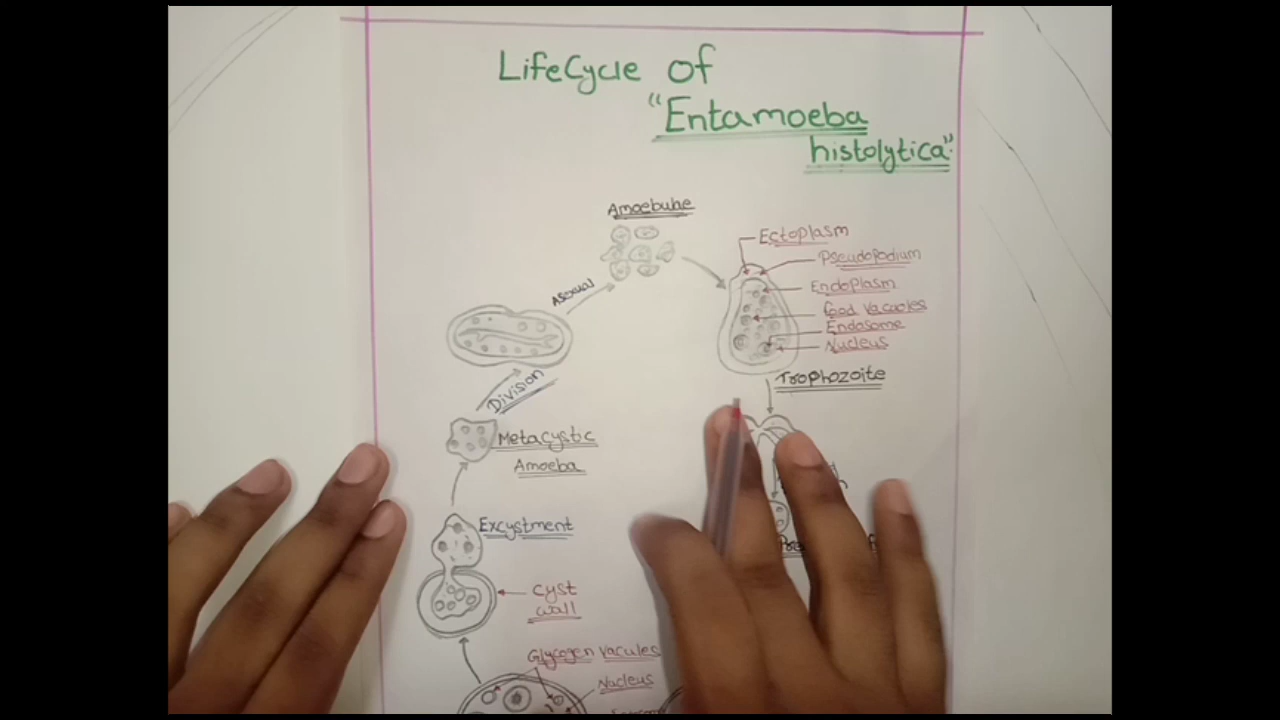 LifeCycle of
"Entamoeba
histolytica"
Amoebulae
Ectoplasm
Pseudopodium
Endoplasm
Food vacuoles
Endosome
Nucleus
Trophozoite
Asexual
Division
Metacystic
Amoeba
Excystment
Cyst
wall
Glycogen vacules
Nucleus